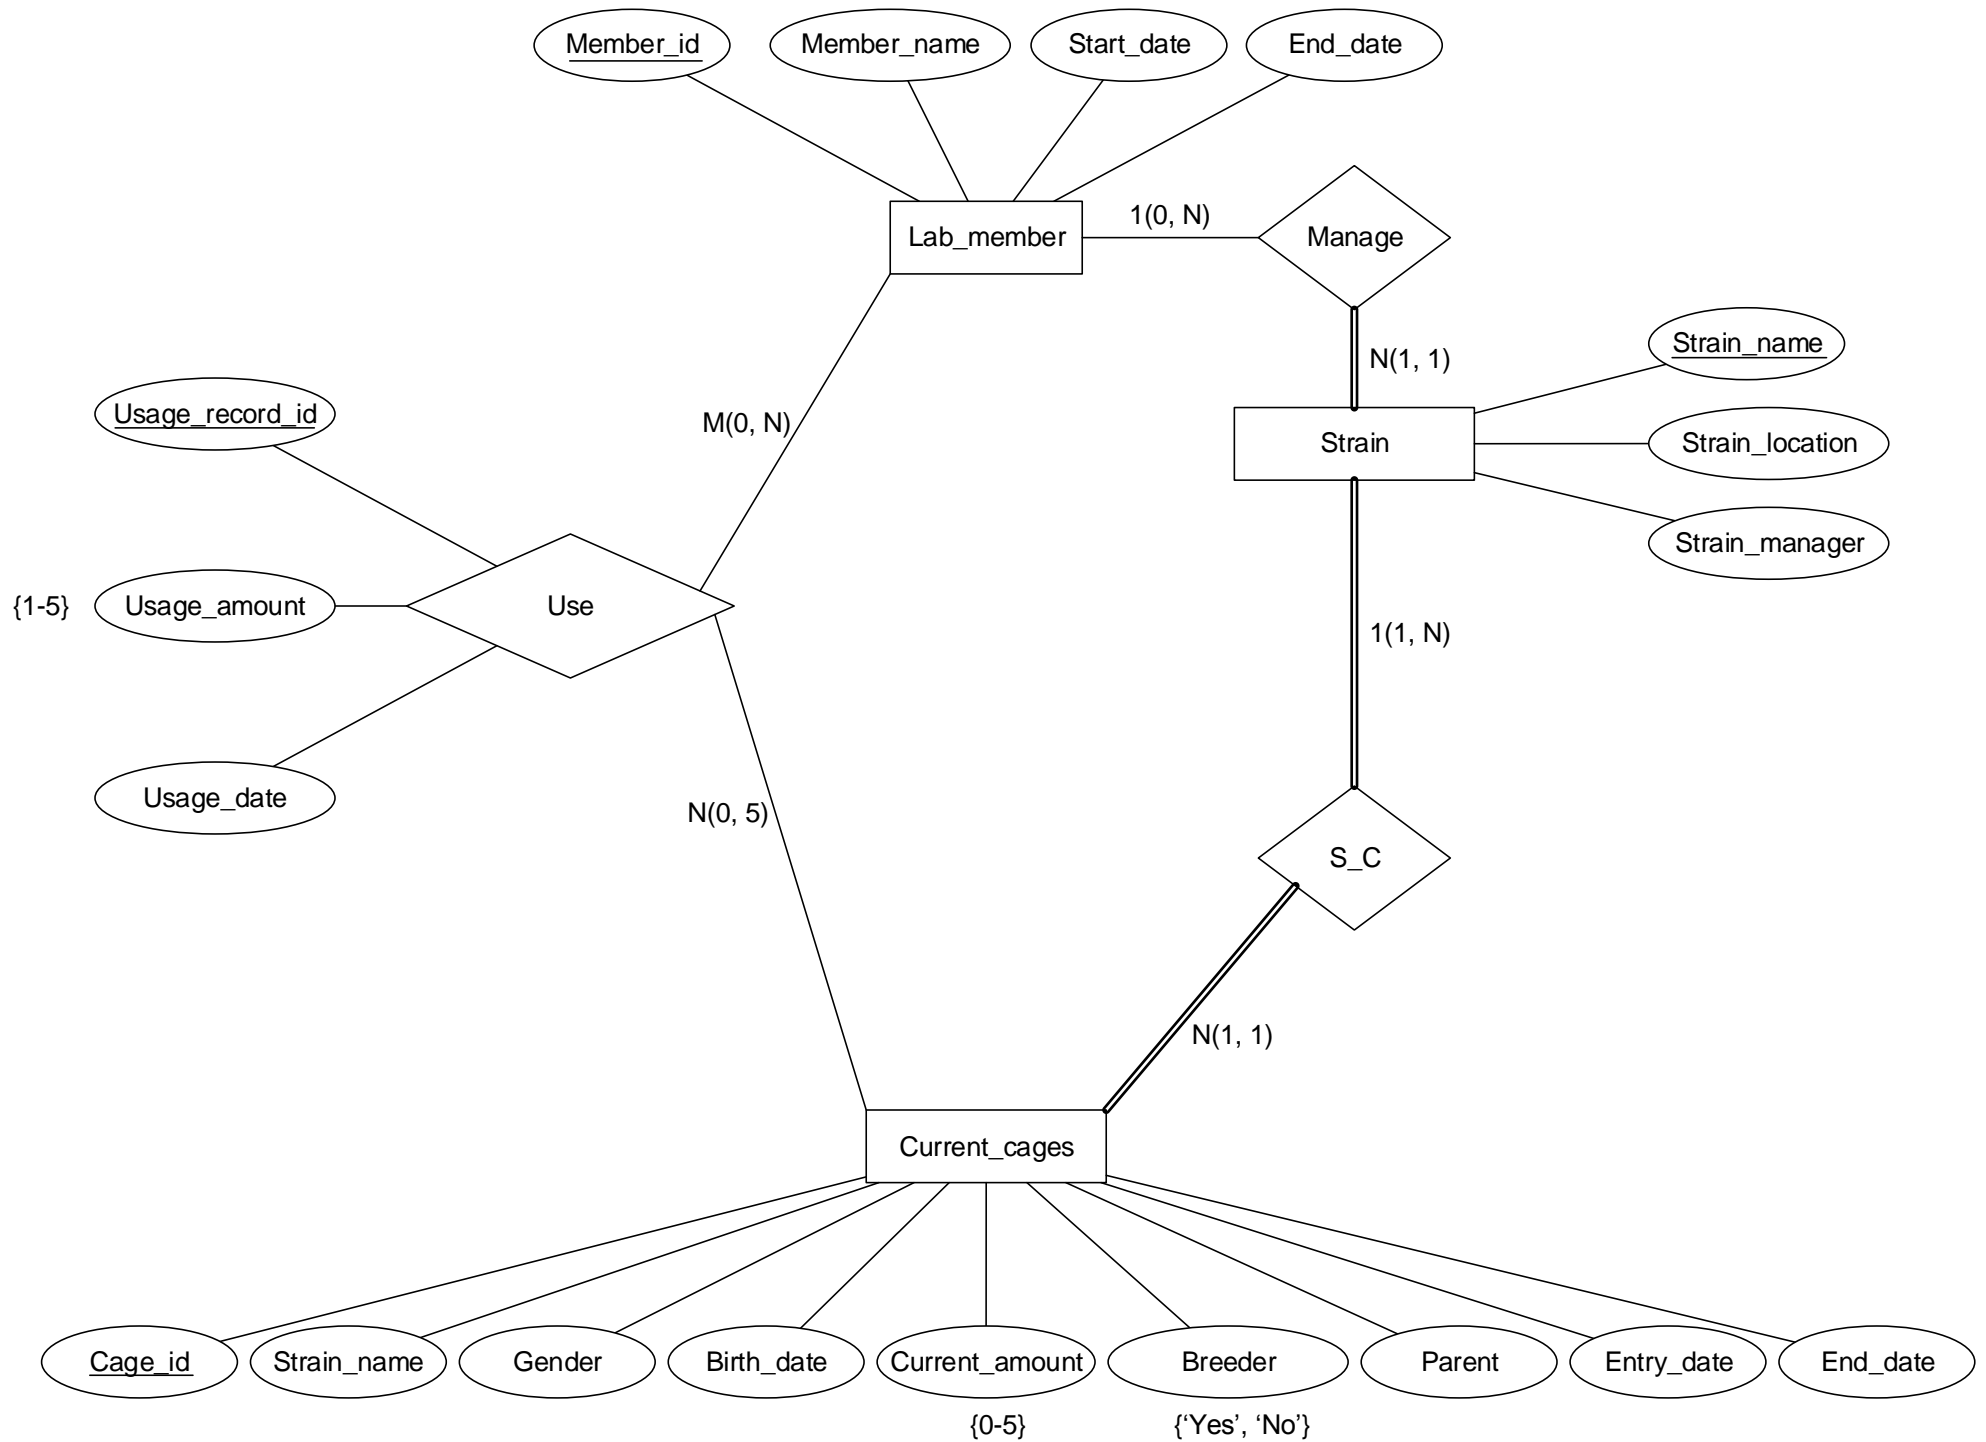 Member_id
Member_name
Start_date
End_date
1(0, N)
Lab_member
Manage
Strain_name
N(1, 1)
Usage_record_id
M(0, N)
Strain
Strain_location
Strain_manager
{1-5}
Usage_amount
Use
1(1, N)
Usage_date
N(0, 5)
S_C
N(1, 1)
Current_cages
Cage_id
Strain_name
Gender
Birth_date
Current_amount
Breeder
Parent
Entry_date
End_date
{0-5}
{‘Yes’, ‘No’}